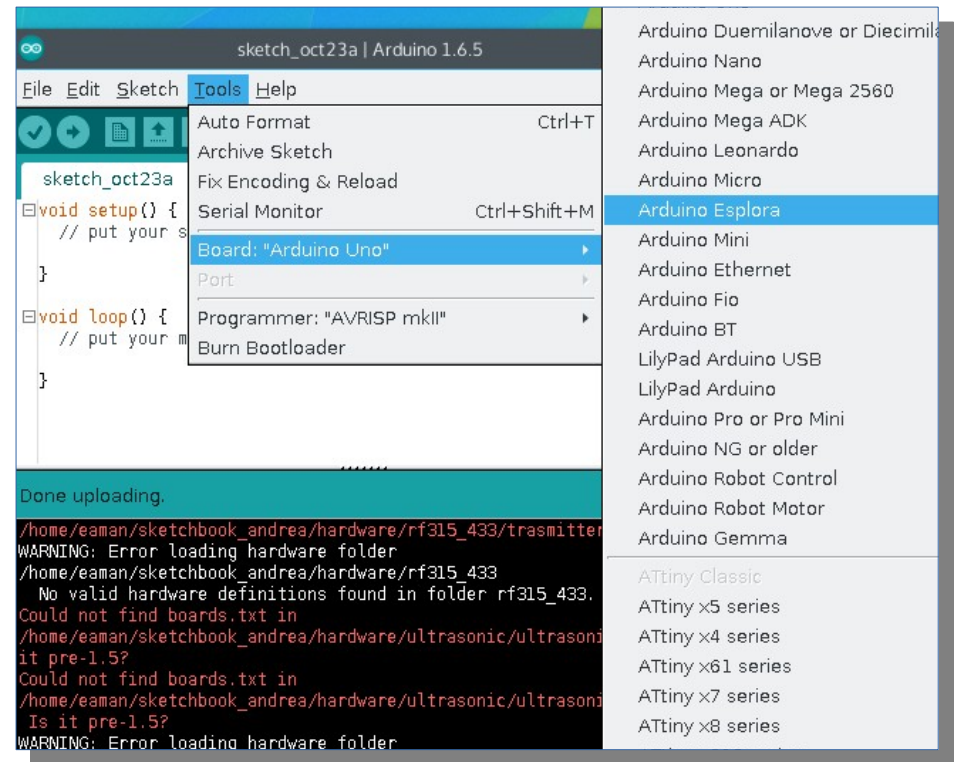 sketch_oct23a | Arduino 1.6.5
File Edit Sketch Tools Help
sketch_oct23a
void setup() {
// put your s
}
void loop() {
// put your m
}
Auto Format Ctrl+T
Archive Sketch
Fix Encoding & Reload
Serial Monitor Ctrl+Shift+M
Board: "Arduino Uno"
Port
Programmer: "AVRISP mkII"
Burn Bootloader
Arduino Duemilanove or Diecimila
Arduino Nano
Arduino Mega or Mega 2560
Arduino Mega ADK
Arduino Leonardo
Arduino Micro
Arduino Esplora
Arduino Mini
Arduino Ethernet
Arduino Fio
Arduino BT
LilyPad Arduino USB
LilyPad Arduino
Arduino Pro or Pro Mini
Arduino NG or older
Arduino Robot Control
Arduino Robot Motor
Arduino Gemma
ATtiny Classic
ATtiny x5 series
ATtiny x4 series
ATtiny x61 series
ATtiny x7 series
ATtiny x8 series
Done uploading.
/home/eaman/sketchbook_andrea/hardware/rf315_433/trasmitter
WARNING: Error loading hardware folder
/home/eaman/sketchbook_andrea/hardware/rf315_433
No valid hardware definitions found in folder rf315_433.
Could not find boards.txt in
/home/eaman/sketchbook_andrea/hardware/ultrasonic/ultrasoni
it pre-1.5?
Could not find boards.txt in
/home/eaman/sketchbook_andrea/hardware/ultrasonic/ultrasoni
Is it pre-1.5?
WARNING: Error loading hardware folder